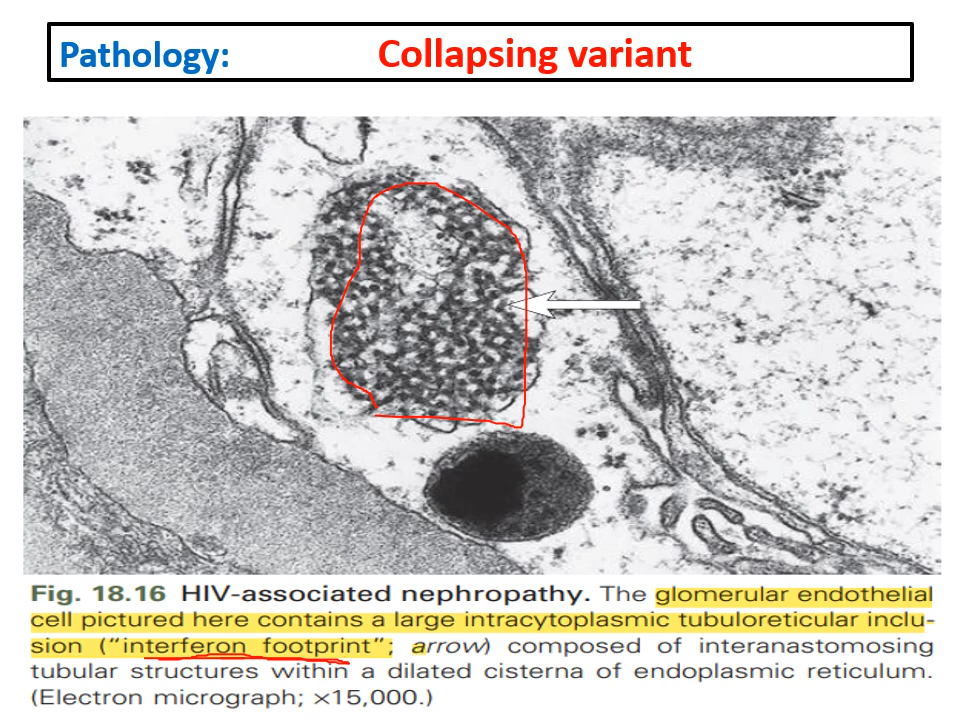 Pathology: Collapsing variant
Fig. 18.16 HIV-associated nephropathy. The glomerular endothelial
cell pictured here contains a large intracytoplasmic tubuloreticular inclu-
sion (“interferon footprint”; arrow) composed of interanastomosing
tubular structures within a dilated cisterna of endoplasmic reticulum.
(Electron micrograph; ×15,000.)